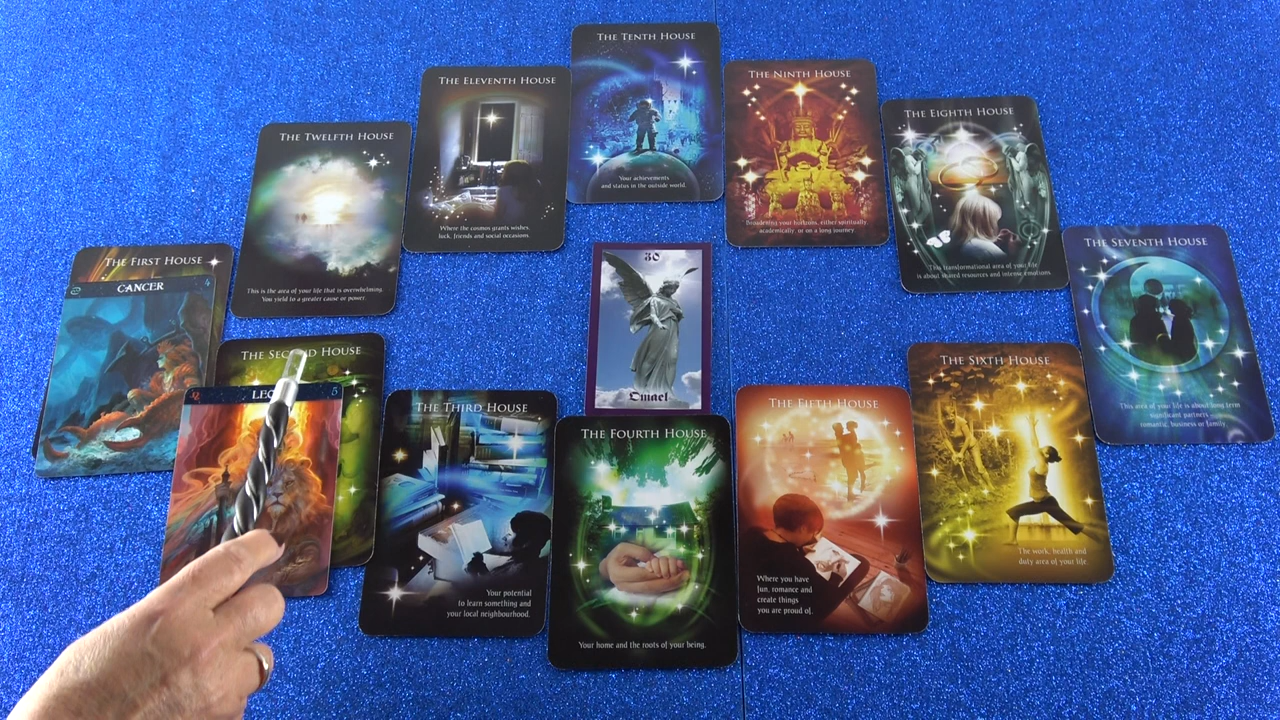 THE TENTH HOUSE
Your achievements
and status in the outside world.
THE ELEVENTH HOUSE
Where the cosmos grants wishes,
luck, friends and social occasions.
THE NINTH HOUSE
Broadening your horizons, either spiritually
academically, or on a long journey.
THE EIGHTH HOUSE
This transformational area of your life
is about shared resources and intense emotions
THE TWELFTH HOUSE
This is the area of your life that is overwhelming.
You yield to a greater cause or power.
THE SEVENTH HOUSE
This area of your life is about long term
significant partners -
romantic, business or family.
THE FIRST HOUSE
CANCER
4
30
Omael
THE SECOND HOUSE
LEO
5
THE SIXTH HOUSE
The work, health and
duty area of your life.
THE THIRD HOUSE
Your potential
to learn something and
your local neighbourhood.
THE FOURTH HOUSE
Your home and the roots of your being.
THE FIFTH HOUSE
Where you have
fun, romance and
create things
you are proud of.